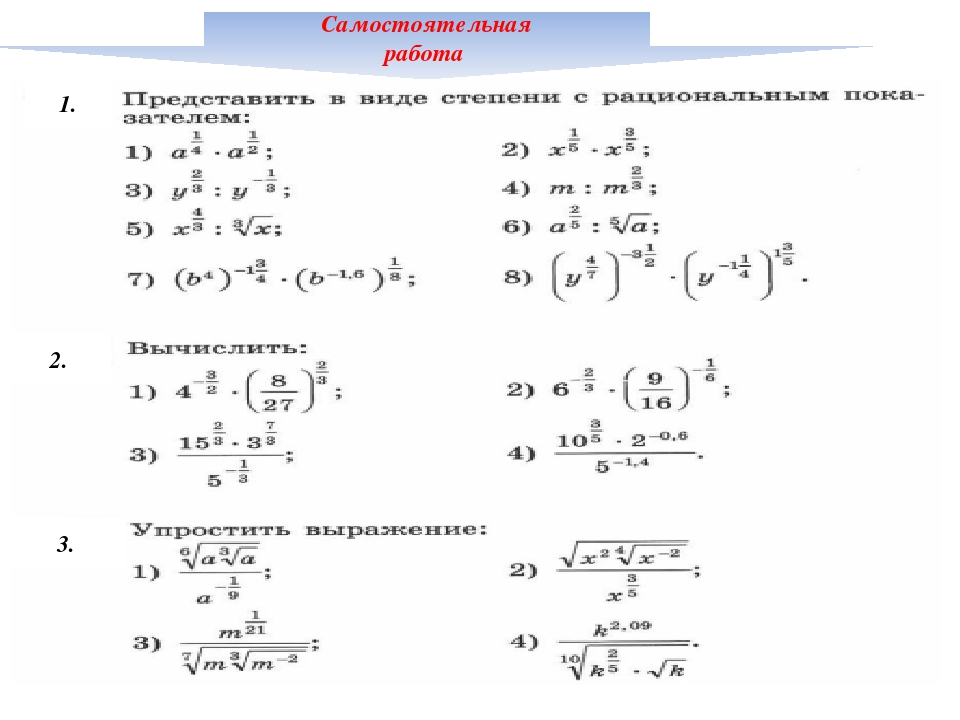 Самостоятельная
работа
1.
Представить в виде степени с рациональным пока-
зателем:
1) a^{1/4} · a^{1/2}; 2) x^{1/5} · x^{3/5};
3) y^{2/3} : y^{-1/3}; 4) m : m^{2/3};
5) x^{4/3} : ∛x; 6) a^{2/5} : ⁵√a;
7) (b⁴)^{-1 3/4} · (b^{-1,6})^{1/8}; 8) (y^{4/7})^{-3 1/2} · (y^{-1 1/4})^{1 3/5}.
2.
Вычислить:
1) 4^{-3/2} · (8/27)^{2/3}; 2) 6^{-2/3} · (9/16)^{-1/6};
3) (15^{2/3} · 3^{7/3})/(5^{-1/3}); 4) (10^{3/5} · 2^{-0,6})/(5^{-1,4}).
3.
Упростить выражение:
1) ⁶√(a∛a)/a^{-1/9}; 2) √(x² ⁴√(x^{-2}))/x^{3/5};
3) m^{1/21}/⁷√(m∛(m^{-2})); 4) k^{2,09}/¹⁰√(k^{2/5} · √k).